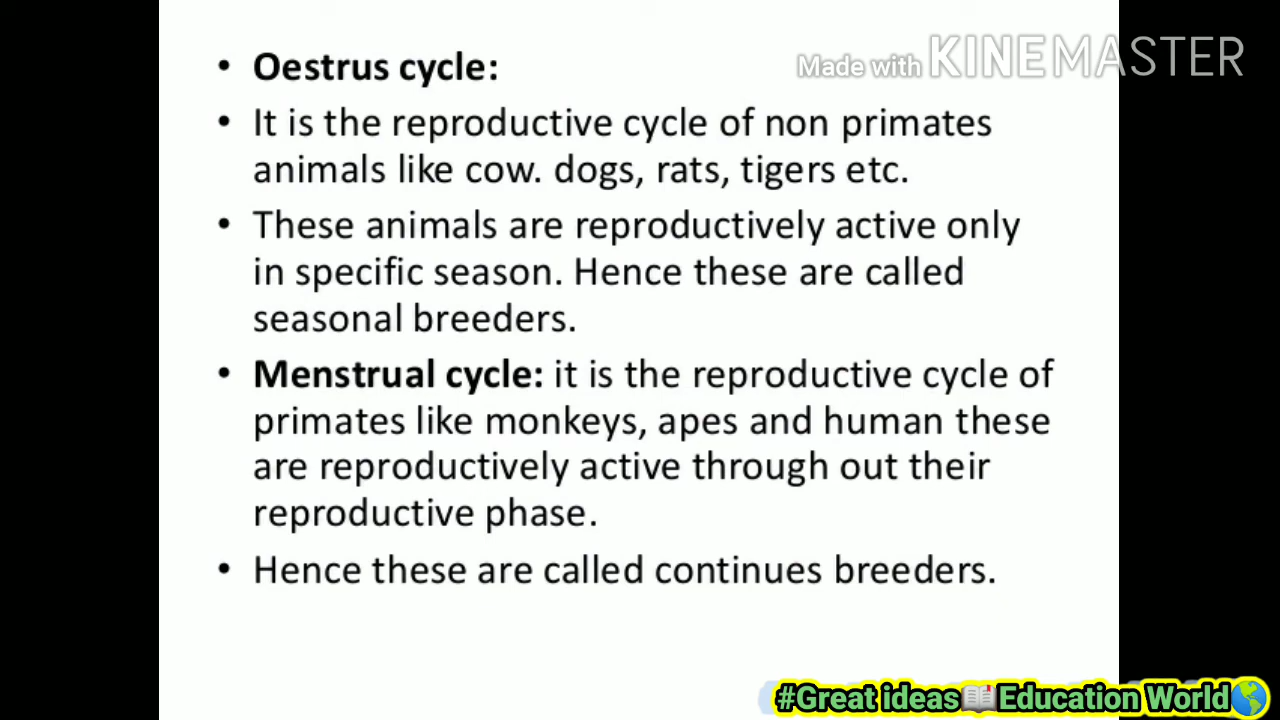 Made with KINEMASTER
• Oestrus cycle:
• It is the reproductive cycle of non primates
animals like cow. dogs, rats, tigers etc.
• These animals are reproductively active only
in specific season. Hence these are called
seasonal breeders.
• Menstrual cycle: it is the reproductive cycle of
primates like monkeys, apes and human these
are reproductively active through out their
reproductive phase.
• Hence these are called continues breeders.
#Great ideas📖Education World🌎